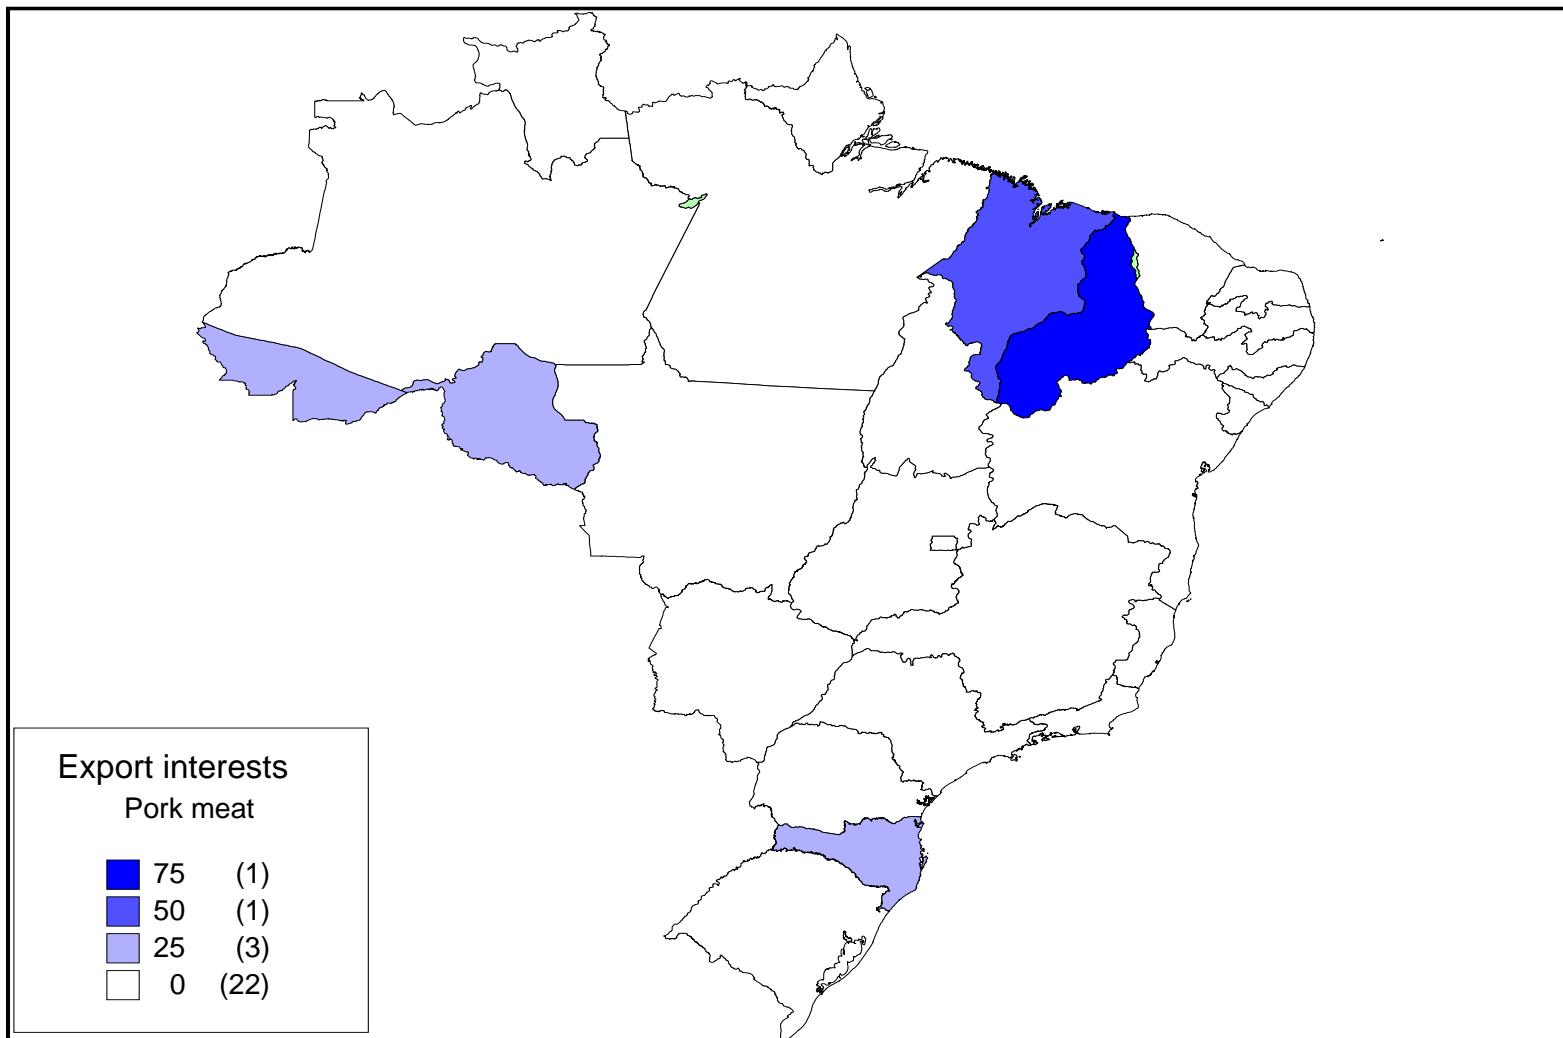 Export interests
Pork meat
75 (1)
50 (1)
25 (3)
0 (22)